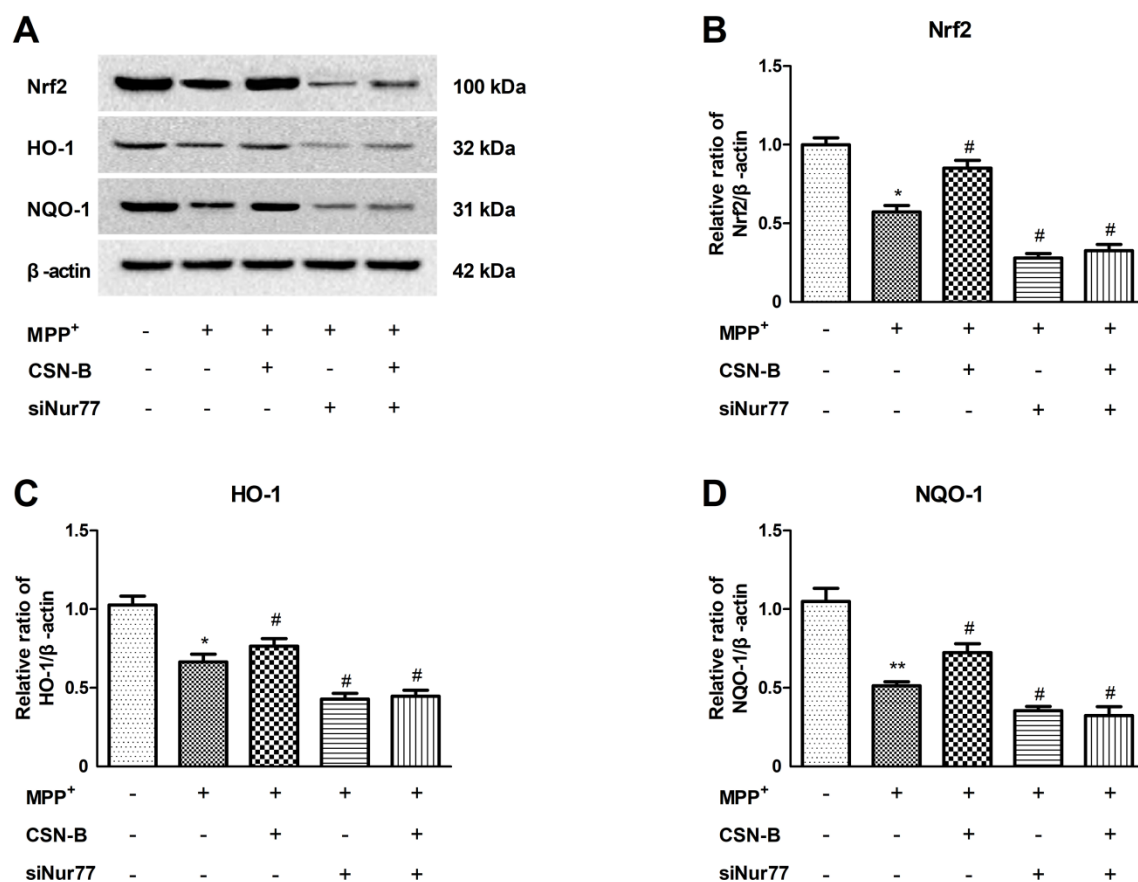 A
Nrf2 100 kDa
HO-1 32 kDa
NQO-1 31 kDa
β -actin 42 kDa
MPP+ - + + + +
CSN-B - - + - +
siNur77 - - - + +
B
Nrf2
Relative ratio of
Nrf2/β -actin
1.5
1.0
0.5
0
*
#
#
#
MPP+ - + + + +
CSN-B - - + - +
siNur77 - - - + +
C
HO-1
Relative ratio of
HO-1/β -actin
1.5
1.0
0.5
0
*
#
#
#
MPP+ - + + + +
CSN-B - - + - +
siNur77 - - - + +
D
NQO-1
Relative ratio of
NQO-1/β -actin
1.5
1.0
0.5
0
**
#
#
#
MPP+ - + + + +
CSN-B - - + - +
siNur77 - - - + +